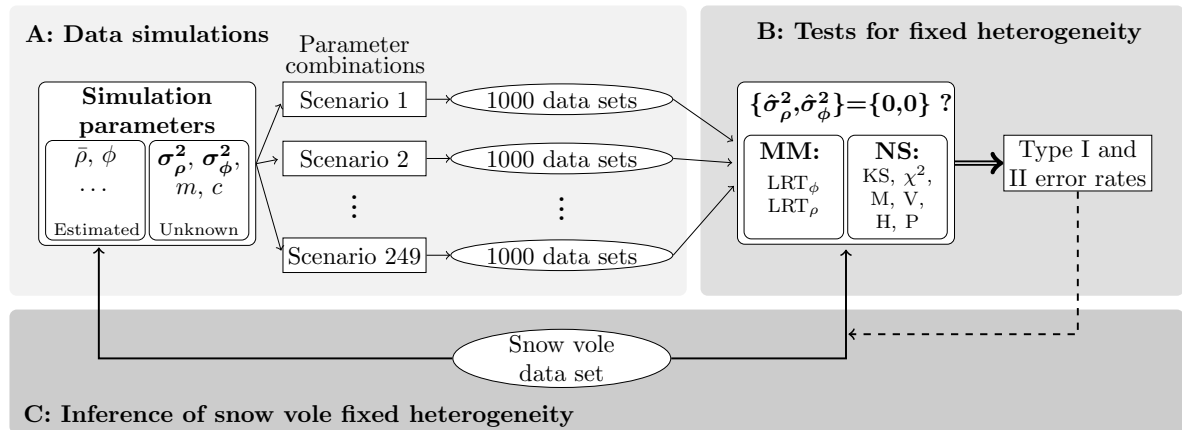 A: Data simulations
Parameter
combinations
Simulation
parameters
ρ̄, ϕ
...
Estimated
σ²ρ, σ²ϕ,
m, c
Unknown
Scenario 1
1000 data sets
Scenario 2
1000 data sets
⋮
⋮
Scenario 249
1000 data sets
B: Tests for fixed heterogeneity
{σ̂²ρ,σ̂²ϕ}={0,0} ?
MM:
LRTϕ
LRTρ
NS:
KS, χ²,
M, V,
H, P
Type I and
II error rates
Snow vole
data set
C: Inference of snow vole fixed heterogeneity